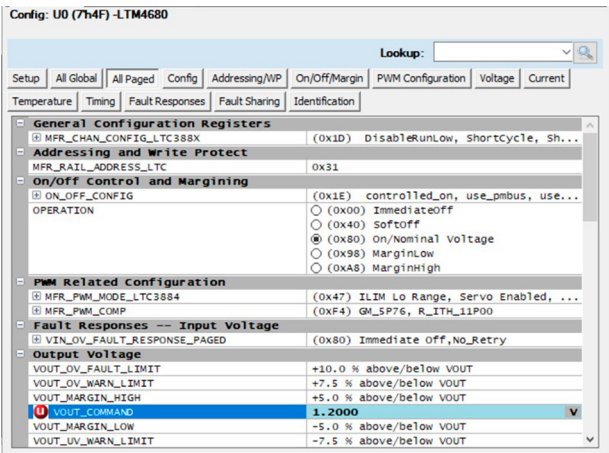 Config: U0 (7'h4F) -LTM4680
Lookup:
Setup All Global All Paged Config Addressing/WP On/Off/Margin PWM Configuration Voltage Current
Temperature Timing Fault Responses Fault Sharing Identification
General Configuration Registers
MFR_CHAN_CONFIG_LTC388X (0x1D) DisableRunLow, ShortCycle, Sh...
Addressing and Write Protect
MFR_RAIL_ADDRESS_LTC 0x31
On/Off Control and Margining
ON_OFF_CONFIG (0x1E) controlled_on, use_pmbus, use...
OPERATION (0x00) ImmediateOff
(0x40) SoftOff
(0x80) On/Nominal Voltage
(0x98) MarginLow
(0xA8) MarginHigh
PWM Related Configuration
MFR_PWM_MODE_LTC3884 (0x47) ILIM Lo Range, Servo Enabled, ...
MFR_PWM_COMP (0xF4) GM_5P76, R_ITH_11P00
Fault Responses -- Input Voltage
VIN_OV_FAULT_RESPONSE_PAGED (0x80) Immediate Off,No_Retry
Output Voltage
VOUT_OV_FAULT_LIMIT +10.0 % above/below VOUT
VOUT_OV_WARN_LIMIT +7.5 % above/below VOUT
VOUT_MARGIN_HIGH +5.0 % above/below VOUT
u VOUT_COMMAND 1.2000 V
VOUT_MARGIN_LOW -5.0 % above/below VOUT
VOUT_UV_WARN_LIMIT -7.5 % above/below VOUT